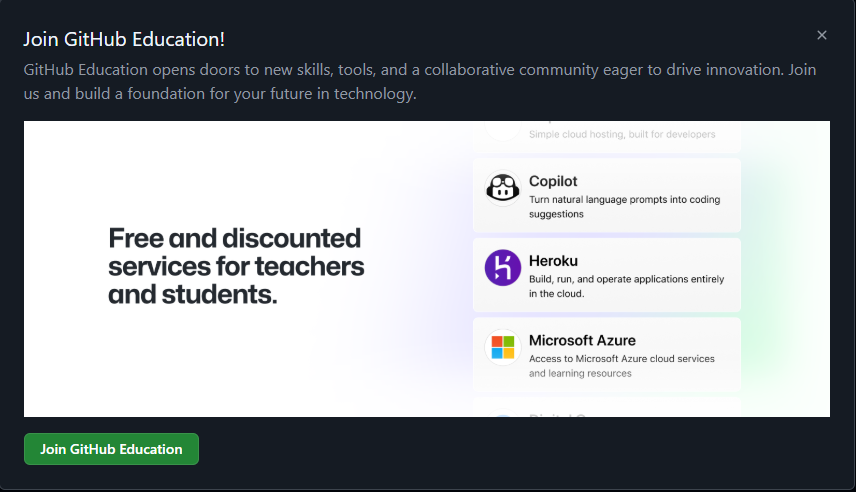 Join GitHub Education!
GitHub Education opens doors to new skills, tools, and a collaborative community eager to drive innovation. Join
us and build a foundation for your future in technology.
Simple cloud hosting, built for developers
Copilot
Turn natural language prompts into coding
suggestions
Free and discounted
services for teachers
and students.
Heroku
Build, run, and operate applications entirely
in the cloud.
Microsoft Azure
Access to Microsoft Azure cloud services
and learning resources
Join GitHub Education